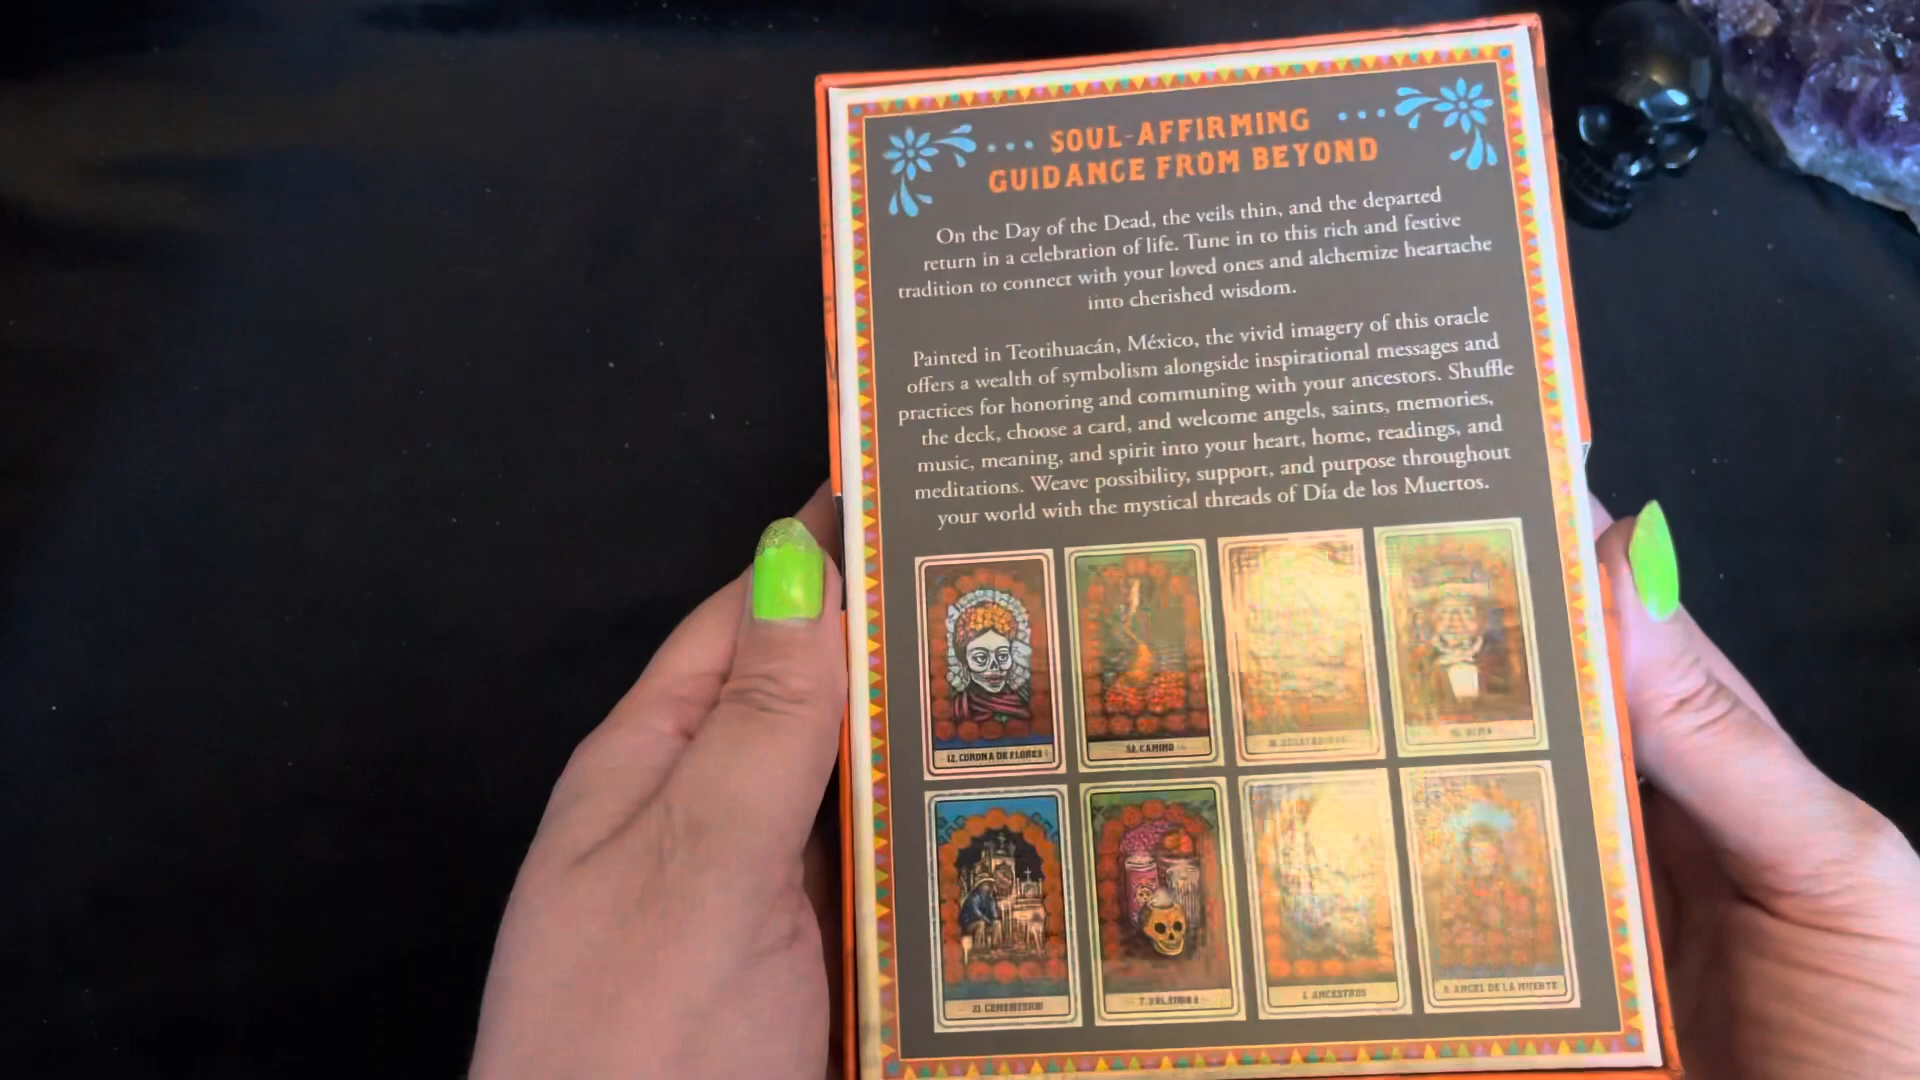 SOUL-AFFIRMING
GUIDANCE FROM BEYOND
On the Day of the Dead, the veils thin, and the departed
return in a celebration of life. Tune in to this rich and festive
tradition to connect with your loved ones and alchemize heartache
into cherished wisdom.
Painted in Teotihuacán, México, the vivid imagery of this oracle
offers a wealth of symbolism alongside inspirational messages and
practices for honoring and communing with your ancestors. Shuffle
the deck, choose a card, and welcome angels, saints, memories,
music, meaning, and spirit into your heart, home, readings, and
meditations. Weave possibility, support, and purpose throughout
your world with the mystical threads of Día de los Muertos.
12. CORONA DE FLORES
CAMINO
ALMA
21. CEMENTERIO
7.
ANCESTROS
ANGEL DE LA MUERTE